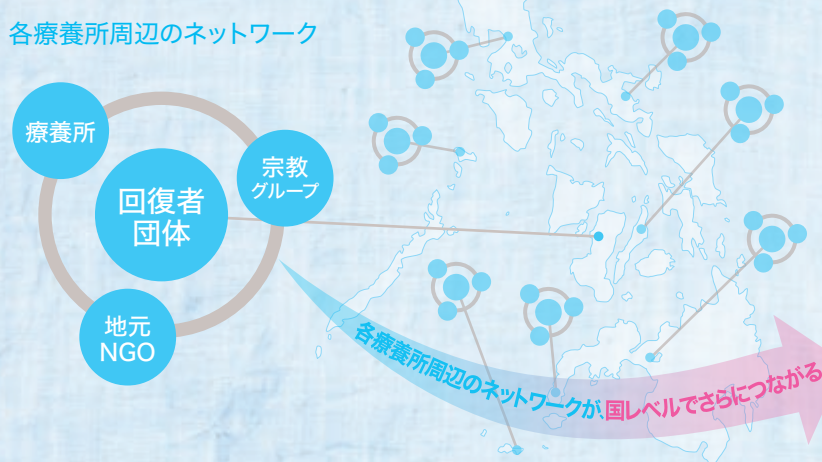 各療養所周辺のネットワーク
療養所
宗教
グループ
回復者
団体
地元
NGO
各療養所周辺のネットワークが、国レベルでさらにつながる